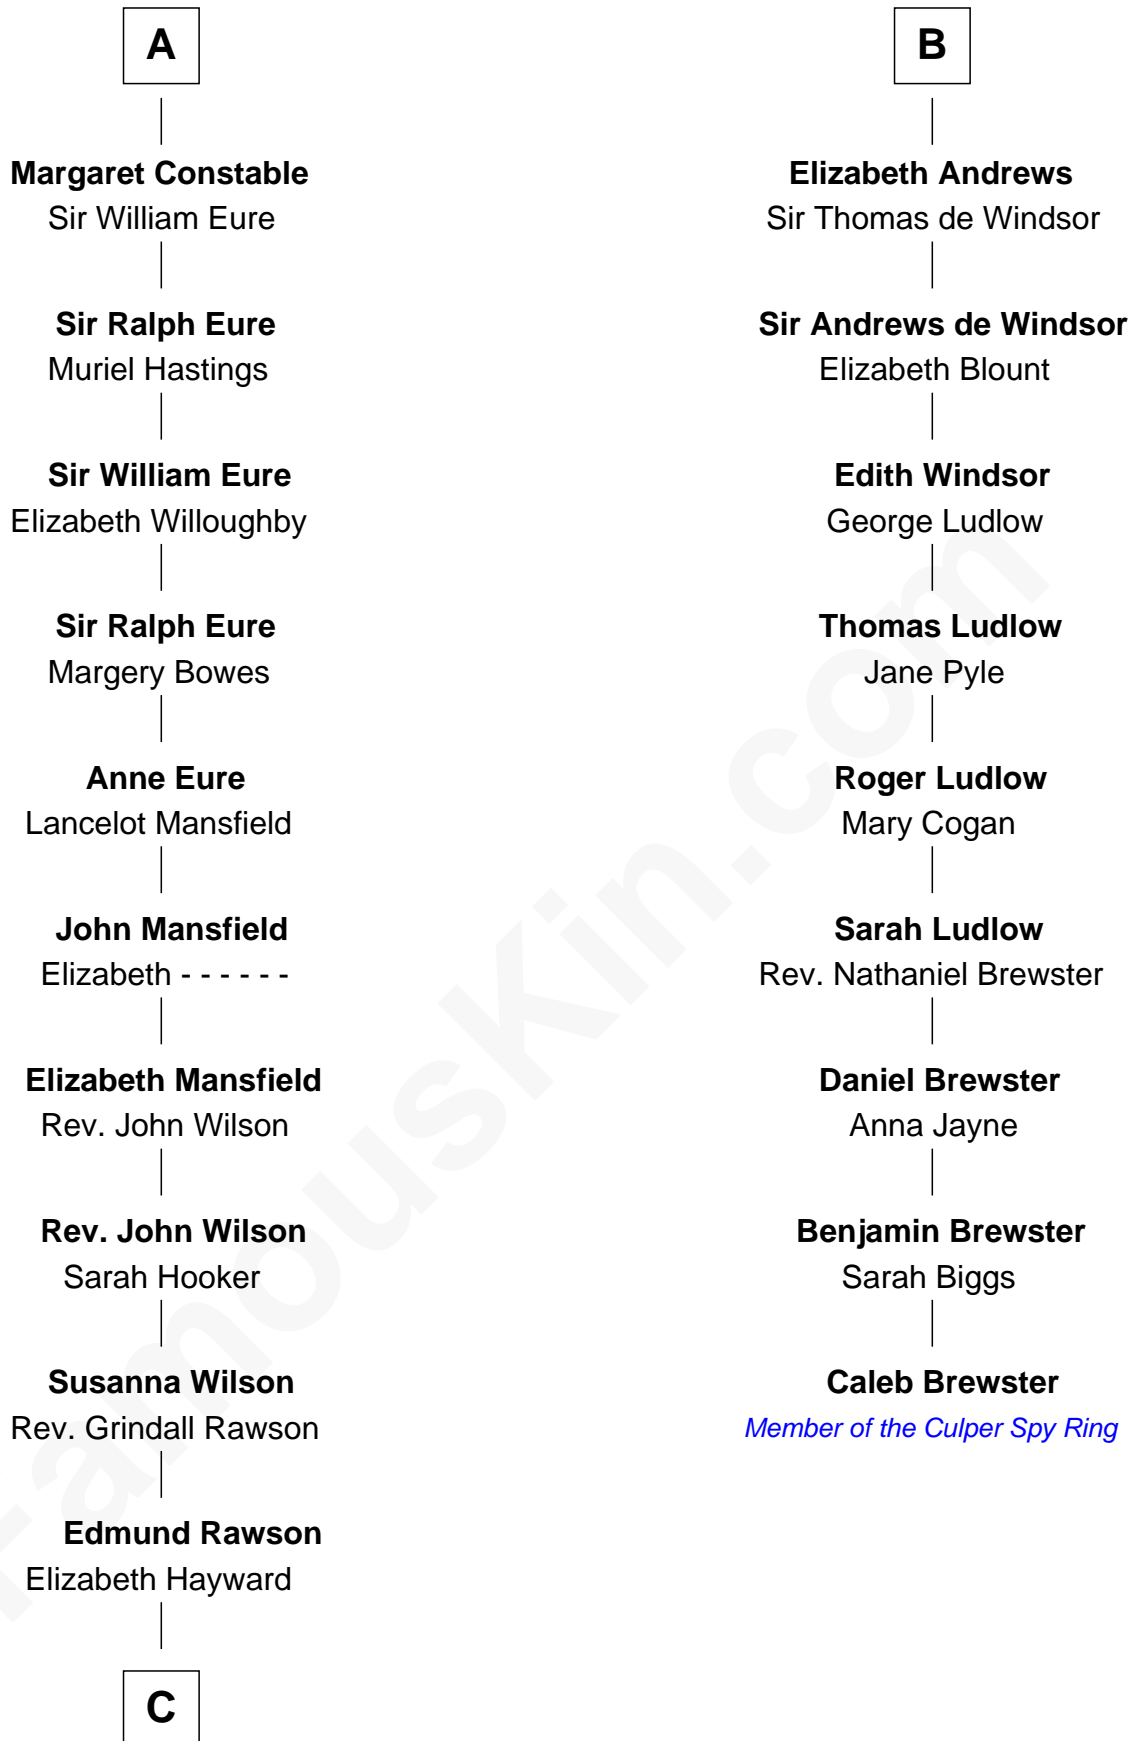 A
Margaret Constable
Sir William Eure
Sir Ralph Eure
Muriel Hastings
Sir William Eure
Elizabeth Willoughby
Sir Ralph Eure
Margery Bowes
Anne Eure
Lancelot Mansfield
John Mansfield
Elizabeth - - - - - -
Elizabeth Mansfield
Rev. John Wilson
Rev. John Wilson
Sarah Hooker
Susanna Wilson
Rev. Grindall Rawson
Edmund Rawson
Elizabeth Hayward
C
B
Elizabeth Andrews
Sir Thomas de Windsor
Sir Andrews de Windsor
Elizabeth Blount
Edith Windsor
George Ludlow
Thomas Ludlow
Jane Pyle
Roger Ludlow
Mary Cogan
Sarah Ludlow
Rev. Nathaniel Brewster
Daniel Brewster
Anna Jayne
Benjamin Brewster
Sarah Biggs
Caleb Brewster
Member of the Culper Spy Ring
FamousKin.com